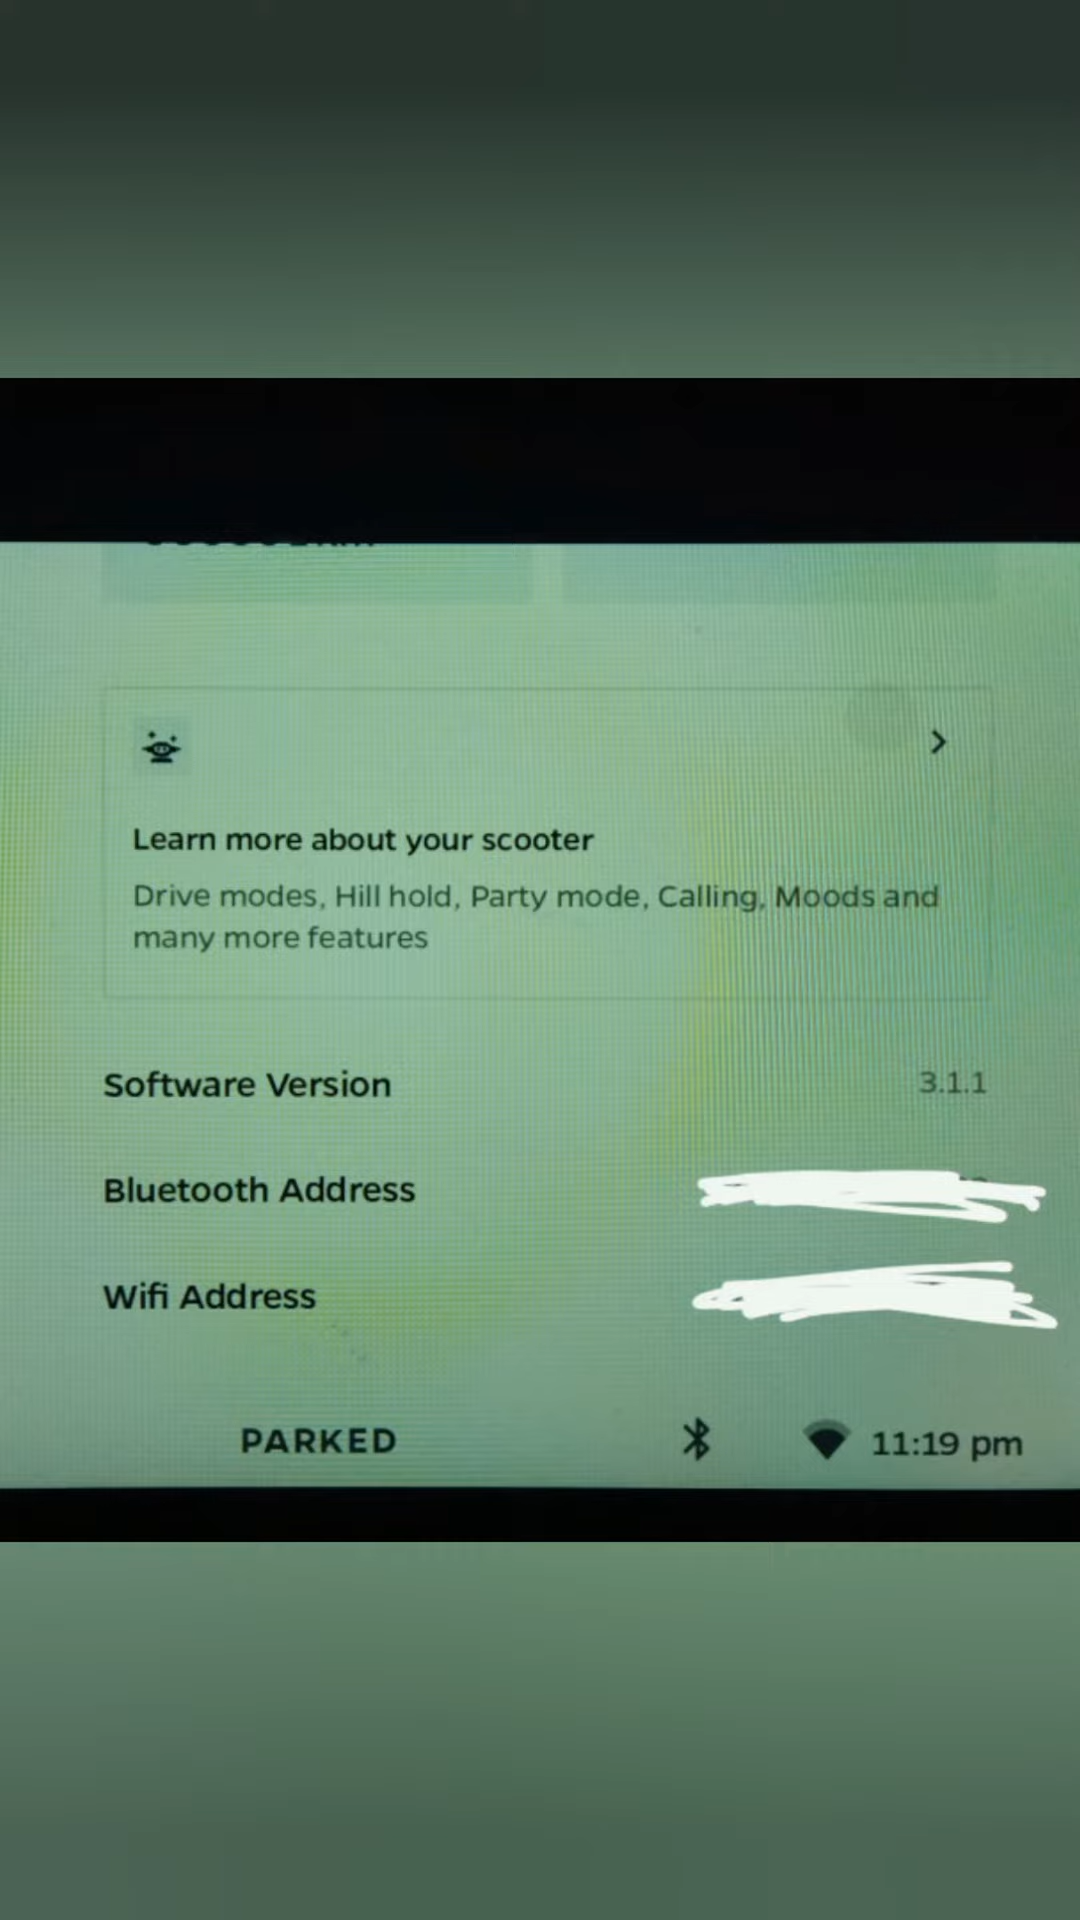 Learn more about your scooter
Drive modes, Hill hold, Party mode, Calling, Moods and
many more features
Software Version 3.1.1
Bluetooth Address
Wifi Address
PARKED 11:19 pm